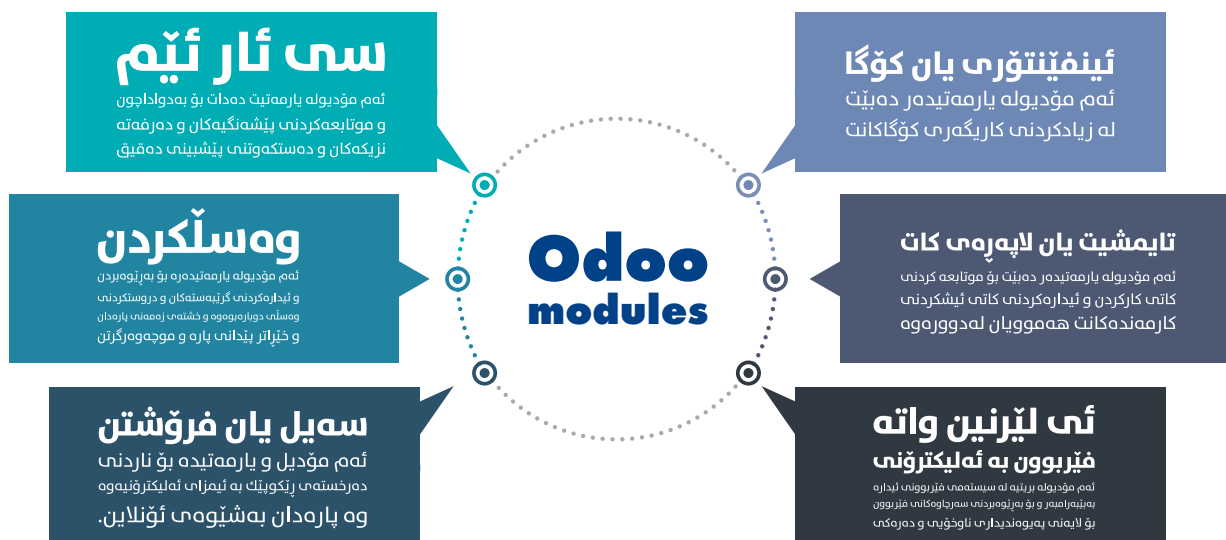 سی ئار ئێم
ئەم مۆدیولە یارمەتیت دەدات بۆ بەدواداچون
و موتابعەکردنی پێشەنگیەکان و دەرفەتە
نزیکەکان و دەستکەوتنی پێشبینی دەقیق
ئینفێنتۆری یان کۆگا
ئەم مۆدیولە یارمەتیدەر دەبێت
لە زیادکردنی کاریگەری کۆگاکانت
وەسڵکردن
ئەم مۆدیولە یارمەتیدەرە بۆ بەڕێوەبردن
و ئیدارەکردنی گرێبەستەکان و دروستکردنی
وەسڵی دوبارەبوەوە و خشتەی زەمەنی پارەدان
و خێراتر پێدانی پارە و موچەوەرگرتن
Odoo
modules
تایمشیت یان لاپەڕەی کات
ئەم مۆدیولە یارمەتیدەر دەبێت بۆ موتابعە کردنی
کاتی کارکردن و ئیدارەکردنی کاتی ئیشکردنی
کارمەندەکانت هەموویان لەدوورەوە
سەیل یان فرۆشتن
ئەم مۆدیل و یارمەتیدە بۆ ناردنی
دەرخستەی ڕێکوپێك بە ئیمزای ئەلیکترۆنیەوە
وە پارەدان بەشێوەی ئۆنلاین.
ئی لێرنین واتە
فێربوون بە ئەلیکترۆنی
ئەم مۆدیولە بریتیە لە سیستەمی فێربوونی ئیدارە
بەبێبەرامبەر و بۆ بەڕێوەبردنی سەرچاوەکانی فێربوون
بۆ لایەنی پەیوەندیداری ناوخۆیی و دەرەکی